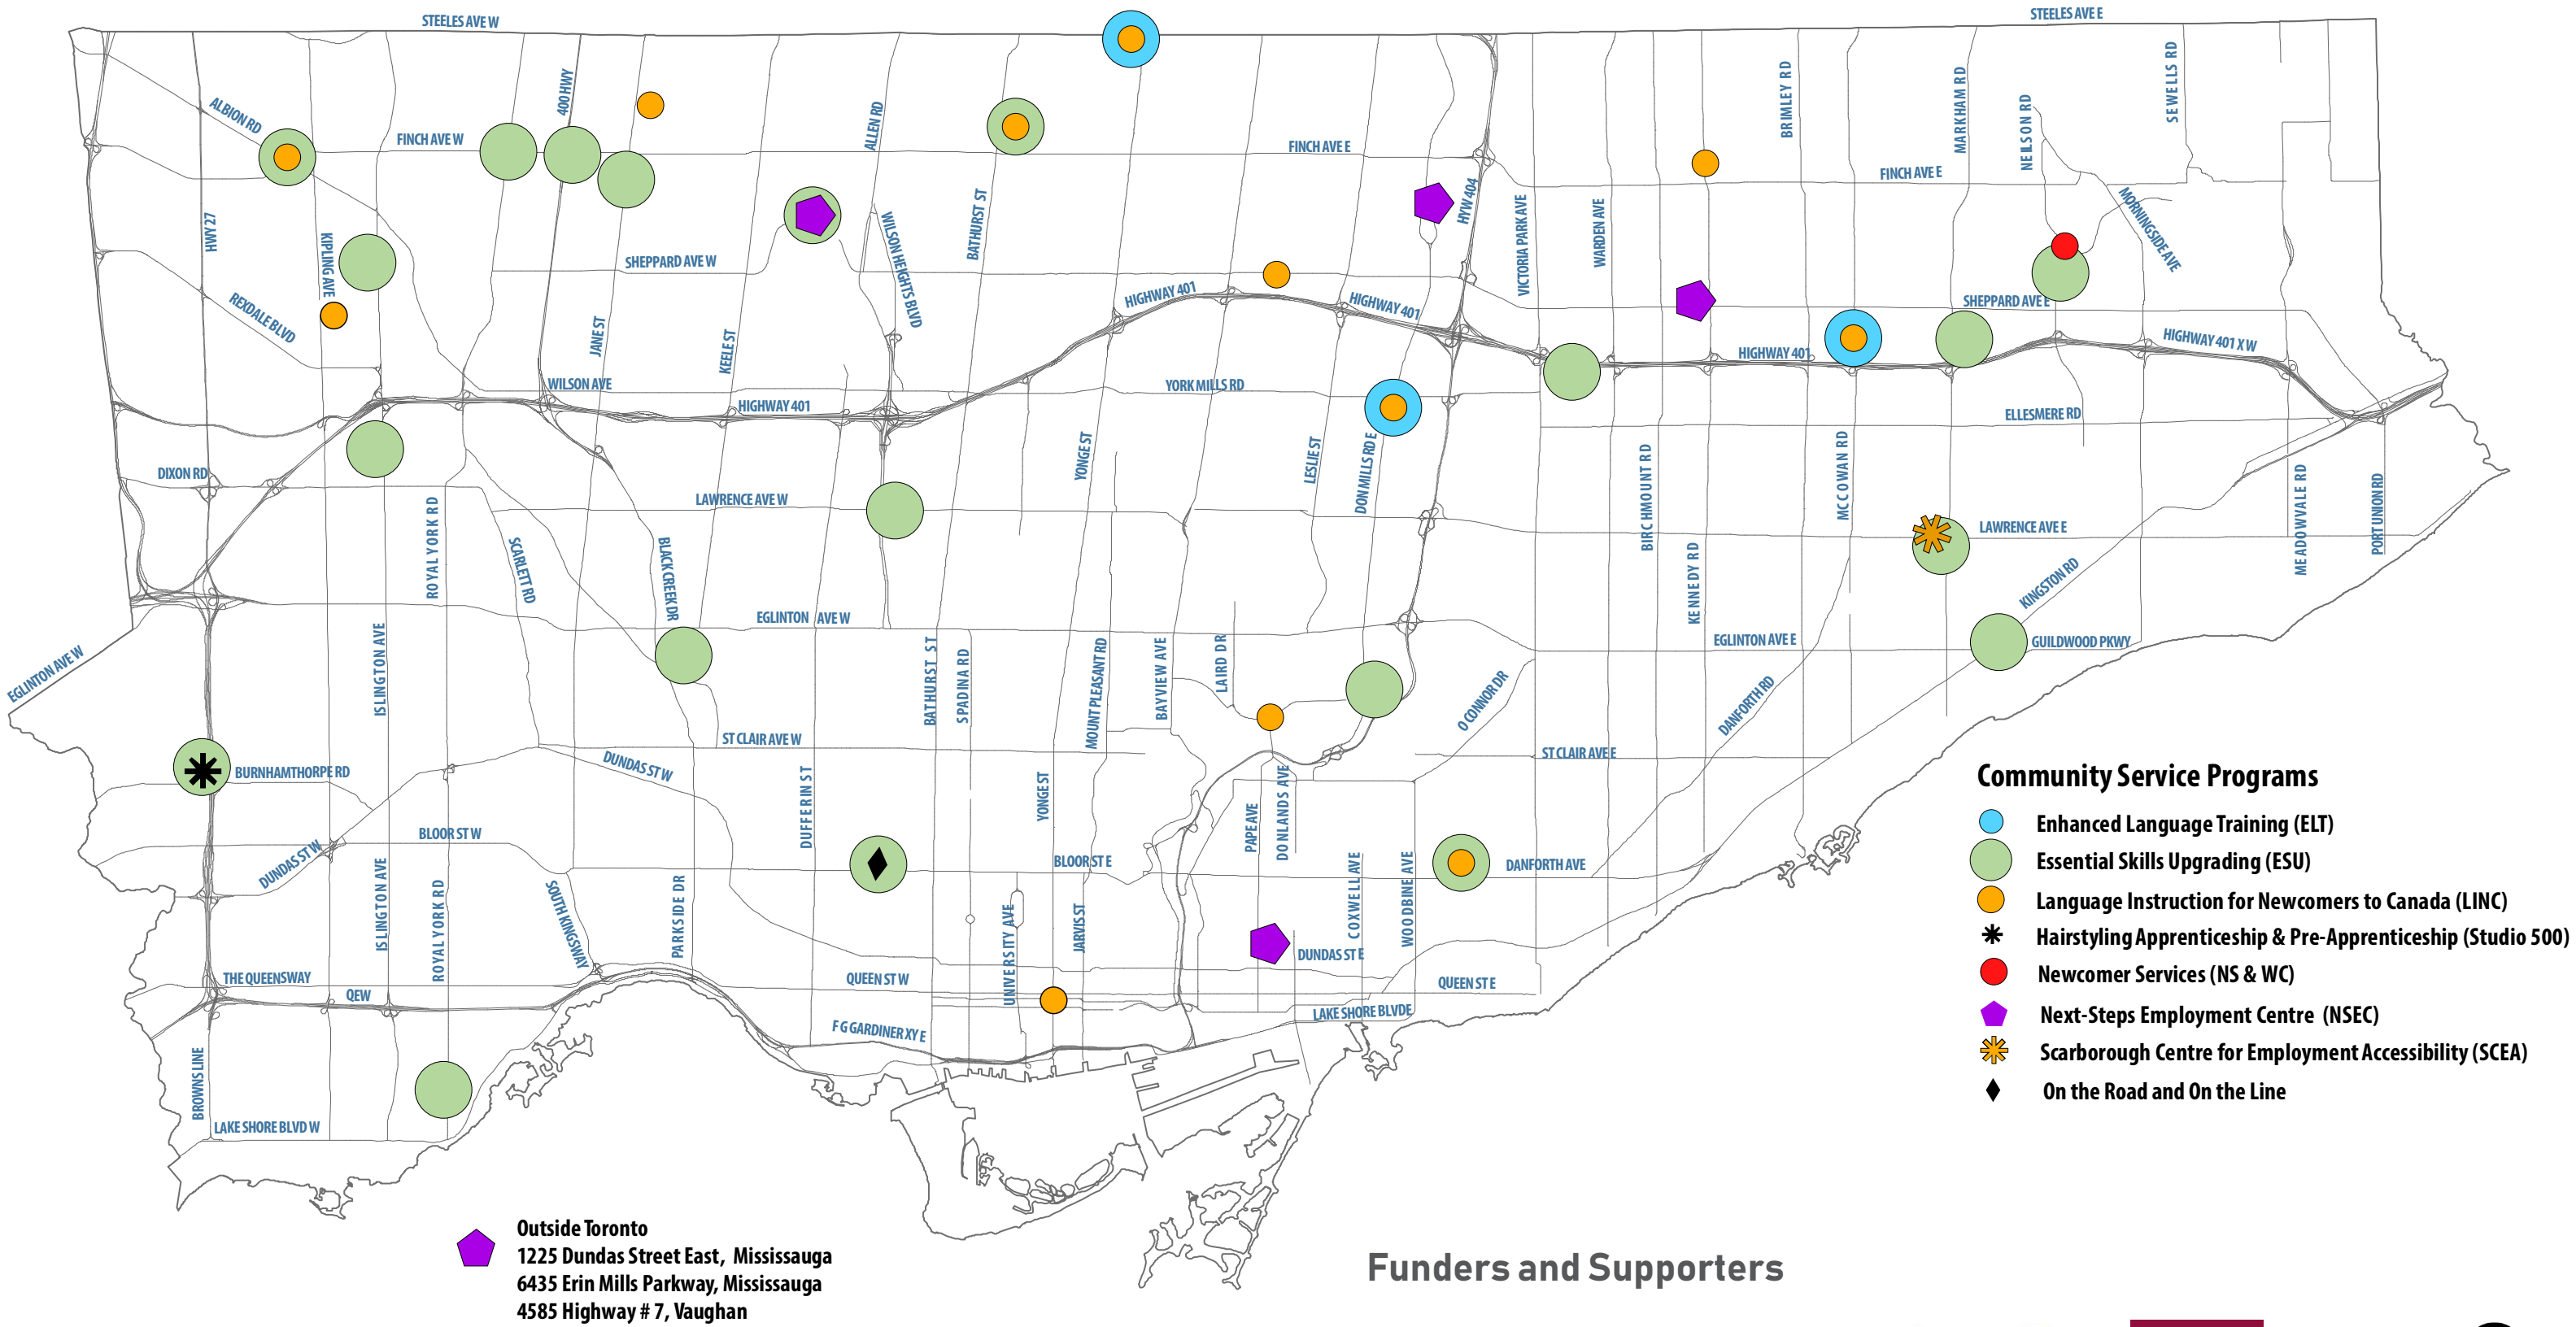 STEELES AVE W
STEELES AVE E
ALBION RD
400 HWY
FINCH AVE W
ALLEN RD
FINCH AVE E
BRIMLEY RD
MARKHAM RD
NEILSON RD
SEWELLS RD
FINCH AVE E
HWY 27
KIPLING AVE
BATHURST ST
HYW 404
VICTORIA PARK AVE
WARDEN AVE
MORNINGSIDE AVE
WILSON HEIGHTS BLVD
SHEPPARD AVE W
REXDALE BLVD
HIGHWAY 401
HIGHWAY 401
SHEPPARD AVE E
JANE ST
KEELE ST
HIGHWAY 401
HIGHWAY 401 X W
WILSON AVE
YORK MILLS RD
HIGHWAY 401
ELLESMERE RD
YONGE ST
LESLIE ST
DON MILLS RD E
BIRCHMOUNT RD
MCCOWAN RD
DIXON RD
LAWRENCE AVE W
ROYAL YORK RD
SCARLETT RD
BLACK CREEK DR
LAWRENCE AVE E
MEADOWVALE RD
PORT UNION RD
KENNEDY RD
KINGSTON RD
EGLINTON AVE W
EGLINTON AVE W
ISLINGTON AVE
BATHURST ST
SPADINA RD
MOUNT PLEASANT RD
BAYVIEW AVE
LAIRD DR
EGLINTON AVE E
GUILDWOOD PKWY
O CONNOR DR
DANFORTH RD
ST CLAIR AVE W
ST CLAIR AVE E
DUNDAS ST W
BURNHAMTHORPE RD
DUFFERIN ST
YONGE ST
PAPE AVE
DONLANDS AVE
BLOOR ST W
DUNDAS ST W
BLOOR ST E
DANFORTH AVE
ISLINGTON AVE
ROYAL YORK RD
SOUTH KINGSWAY
PARKSIDE DR
UNIVERSITY AVE
JARVIS ST
COXWELL AVE
WOODBINE AVE
DUNDAS ST E
THE QUEENSWAY
QEW
QUEEN ST W
QUEEN ST E
LAKE SHORE BLVDE
F G GARDINER XY E
BROWNS LINE
LAKE SHORE BLVD W
Community Service Programs
Enhanced Language Training (ELT)
Essential Skills Upgrading (ESU)
Language Instruction for Newcomers to Canada (LINC)
Hairstyling Apprenticeship & Pre-Apprenticeship (Studio 500)
Newcomer Services (NS & WC)
Next-Steps Employment Centre (NSEC)
Scarborough Centre for Employment Accessibility (SCEA)
On the Road and On the Line
Outside Toronto
1225 Dundas Street East, Mississauga
6435 Erin Mills Parkway, Mississauga
4585 Highway # 7, Vaughan
Funders and Supporters